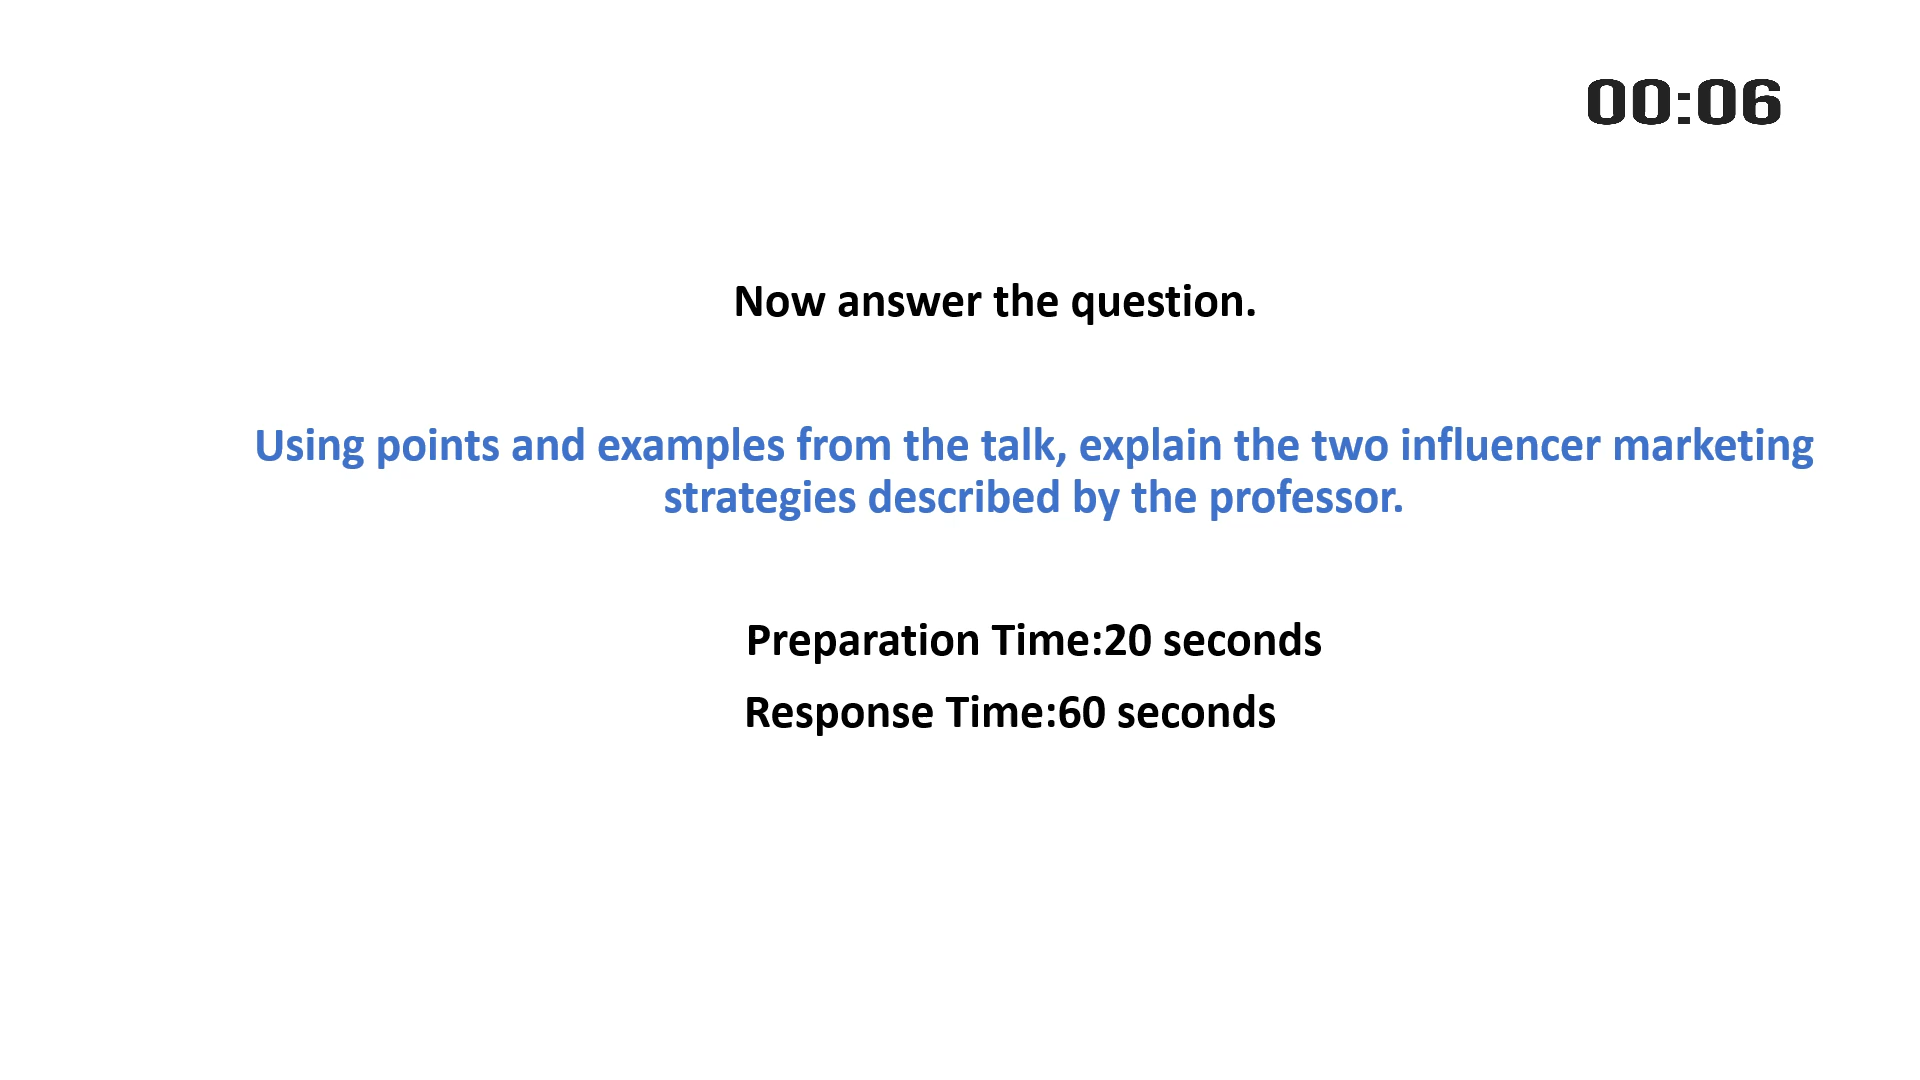 00:06
Now answer the question.
Using points and examples from the talk, explain the two influencer marketing
strategies described by the professor.
Preparation Time:20 seconds
Response Time:60 seconds